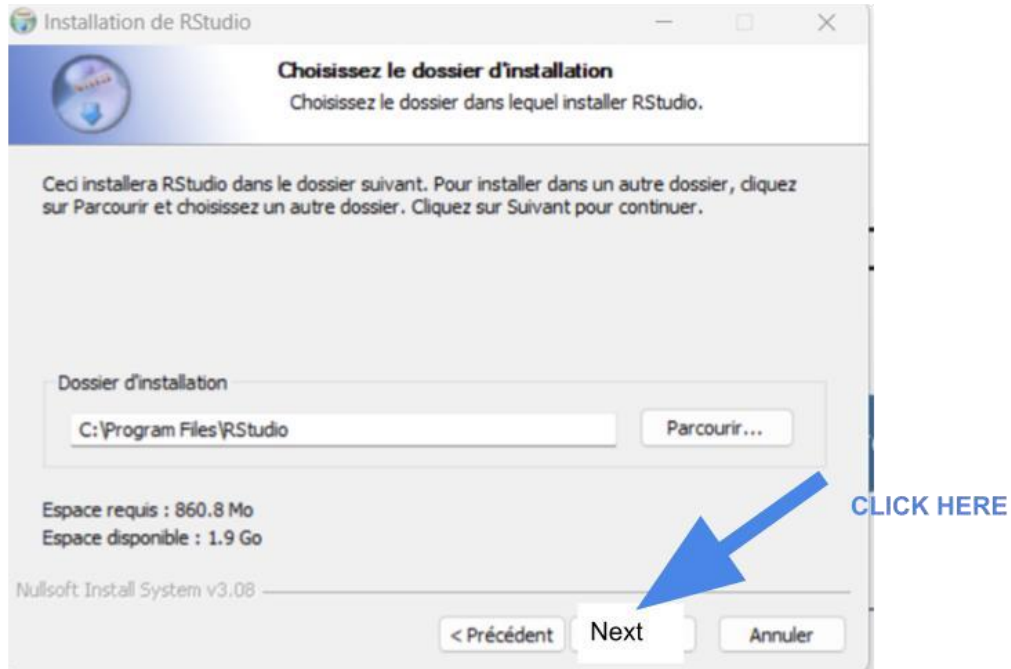 Installation de RStudio
Choisissez le dossier d'installation
Choisissez le dossier dans lequel installer RStudio.
Ceci installera RStudio dans le dossier suivant. Pour installer dans un autre dossier, cliquez
sur Parcourir et choisissez un autre dossier. Cliquez sur Suivant pour continuer.
Dossier d'installation
C:\Program Files\RStudio
Parcourir...
CLICK HERE
Espace requis : 860.8 Mo
Espace disponible : 1.9 Go
Nullsoft Install System v3.08
< Précédent
Next
Annuler